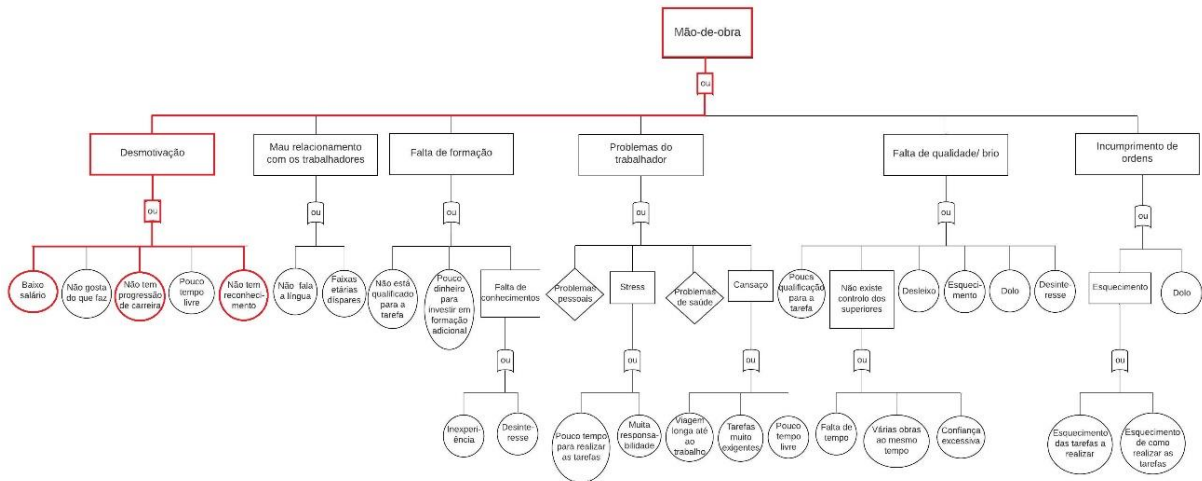 Mão-de-obra
ou
Desmotivação
Mau relacionamento
com os trabalhadores
Falta de formação
Problemas do
trabalhador
Falta de qualidade/ brio
Incumprimento de
ordens
ou
ou
ou
ou
ou
ou
Baixo
salário
Não gosta
do que faz
Não tem
progressão
de carreira
Pouco
tempo
livre
Não tem
reconheci-
mento
Não fala
a língua
Faixas
etárias
dispares
Não está
qualificado
para a
tarefa
Pouco
dinheiro
para
investir em
formação
adicional
Falta de
conhecimentos
Problemas
pessoais
Stress
Problemas
de saúde
Cansaço
Poucs
qualificação
para a
tarefa
Não existe
controlo dos
superiores
Desleixo
Esqueci-
mento
Dolo
Desinte-
resse
Esquecimento
Dolo
ou
ou
ou
ou
ou
Inexperi-
ência
Desinte-
resse
Pouco tempo
para realizar
as tarefas
Muita
responsa-
bilidade
Viagem
longa até
ao
trabalho
Tarefas
muito
exigentes
Pouco
tempo
livre
Falta de
tempo
Várias obras
ao mesmo
tempo
Confiança
excessiva
Esquecimento
das tarefas a
realizar
Esquecimento
de como
realizar as
tarefas